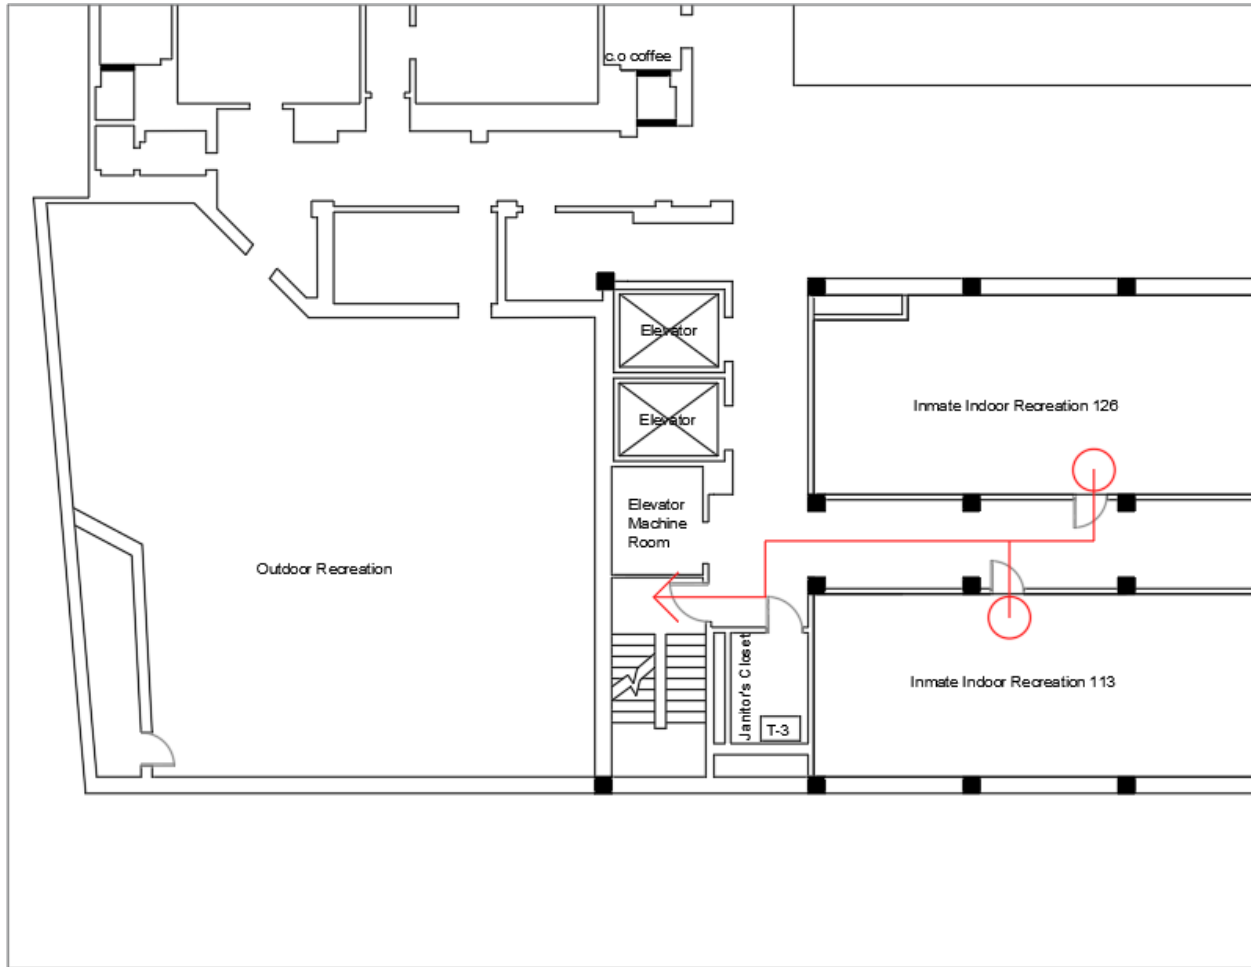 c.o coffee
Elevator
Inmate Indoor Recreation 126
Elevator
Elevator
Machine
Room
Outdoor Recreation
Inmate Indoor Recreation 113
Janitor's Closet
T-3